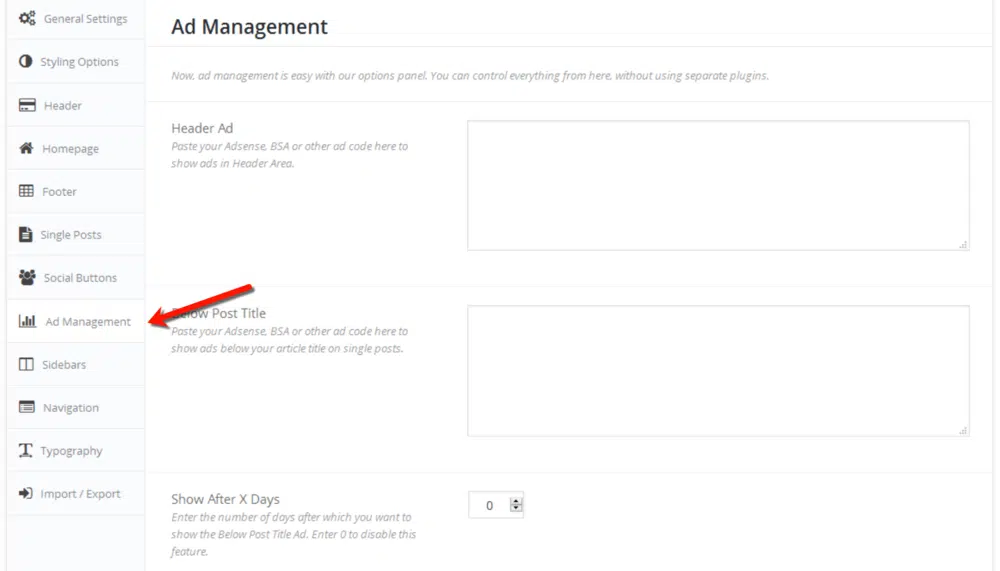 General Settings
Styling Options
Header
Homepage
Footer
Single Posts
Social Buttons
Ad Management
Sidebars
Navigation
Typography
Import / Export
Ad Management
Now, ad management is easy with our options panel. You can control everything from here, without using separate plugins.
Header Ad
Paste your Adsense, BSA or other ad code here to
show ads in Header Area.
Below Post Title
Paste your Adsense, BSA or other ad code here to
show ads below your article title on single posts.
Show After X Days
0
Enter the number of days after which you want to
show the Below Post Title Ad. Enter 0 to disable this
feature.